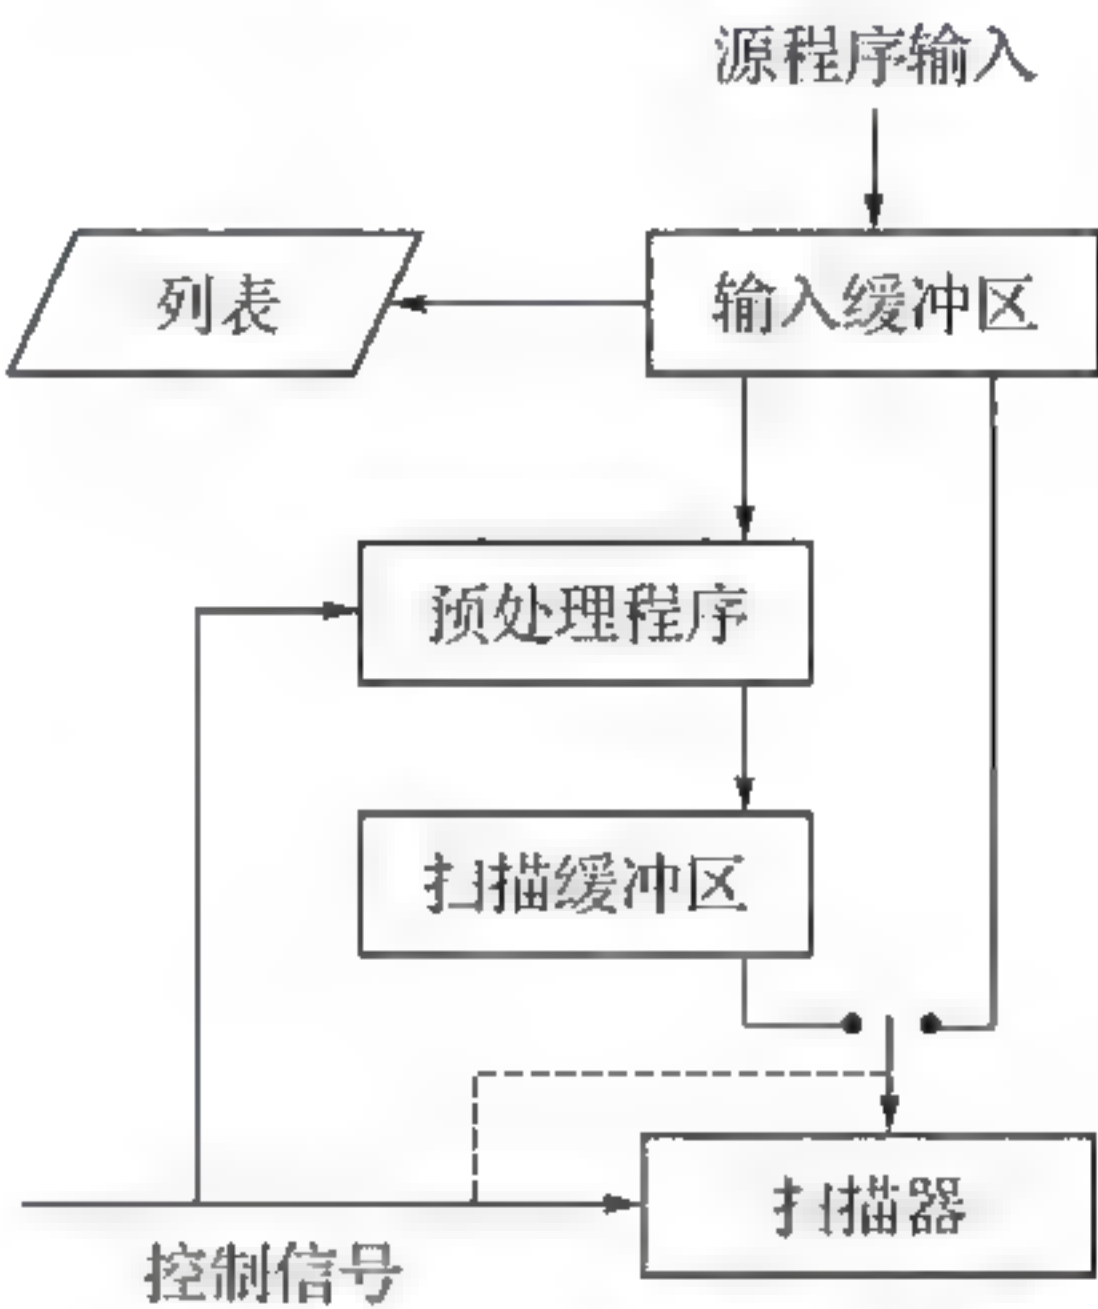 源程序输入
列表
输入缓冲区
预处理程序
扫描缓冲区
扫描器
控制信号